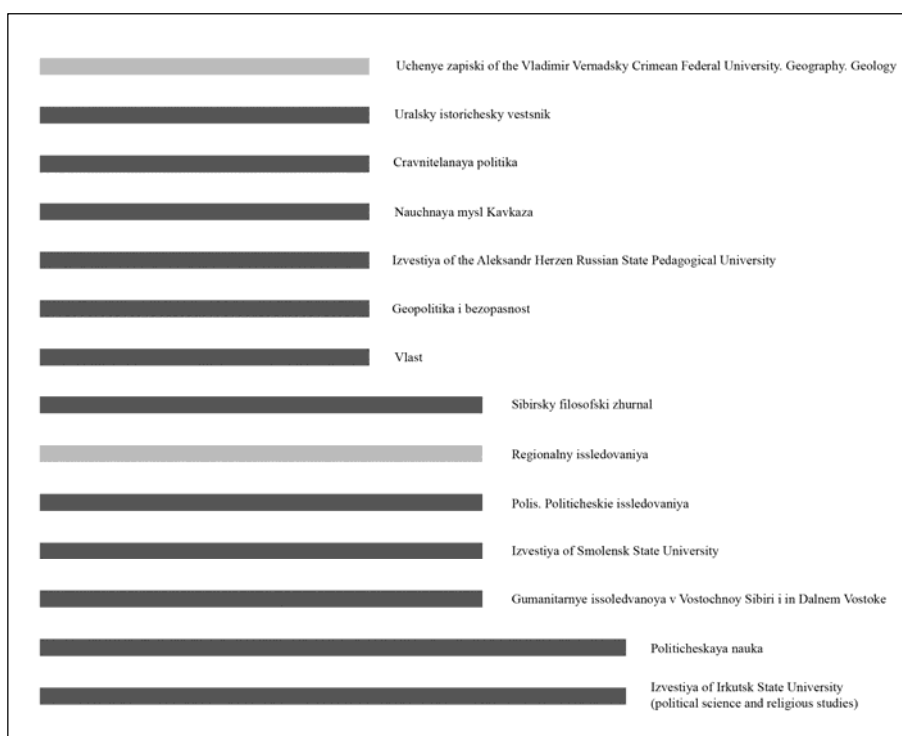 Uchenye zapiski of the Vladimir Vernadsky Crimean Federal University. Geography. Geology
Uralsky istorichesky vestsnik
Cravnitelanaya politika
Nauchnaya mysl Kavkaza
Izvestiya of the Aleksandr Herzen Russian State Pedagogical University
Geopolitika i bezopasnost
Vlast
Sibirsky filosofski zhurnal
Regionalny issledovaniya
Polis. Politicheskie issledovaniya
Izvestiya of Smolensk State University
Gumanitarnye issoledvanoya v Vostochnoy Sibiri i in Dalnem Vostoke
Politicheskaya nauka
Izvestiya of Irkutsk State University
(political science and religious studies)